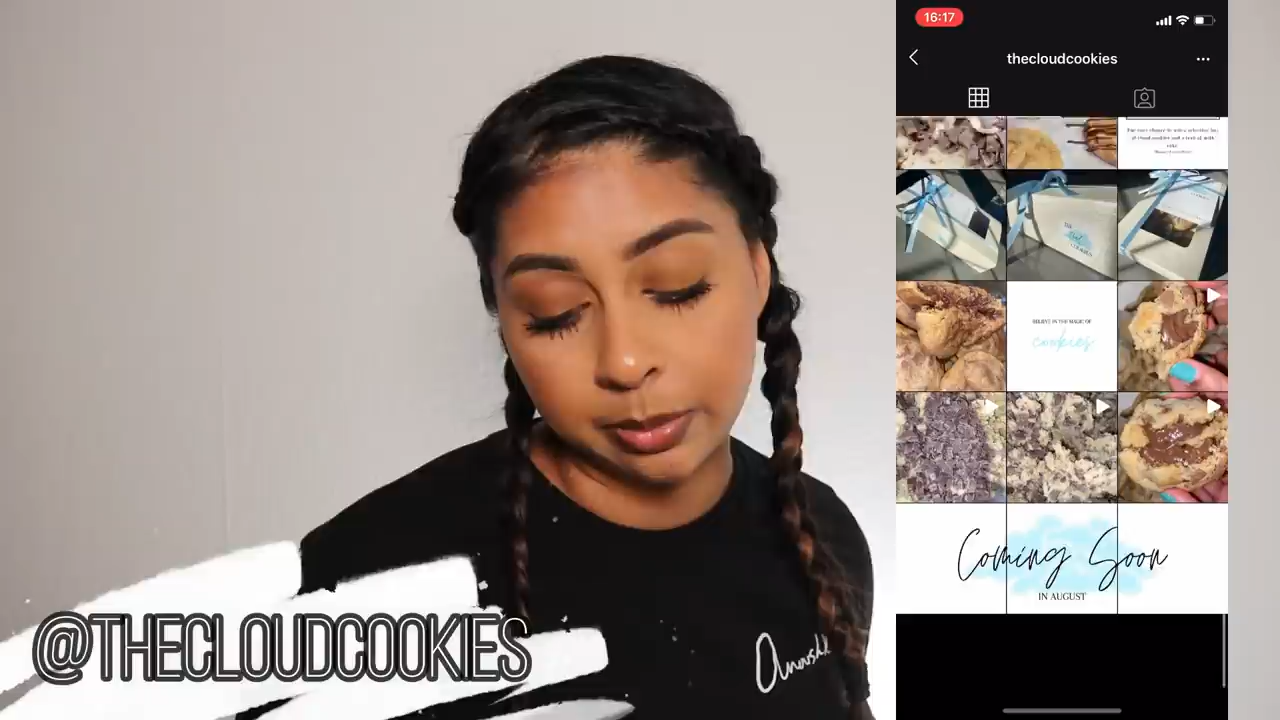 16:17
thecloudcookies
BELIEVE IN THE MAGIC OF
cookies
Coming Soon
IN AUGUST
@THECLOUDCOOKIES